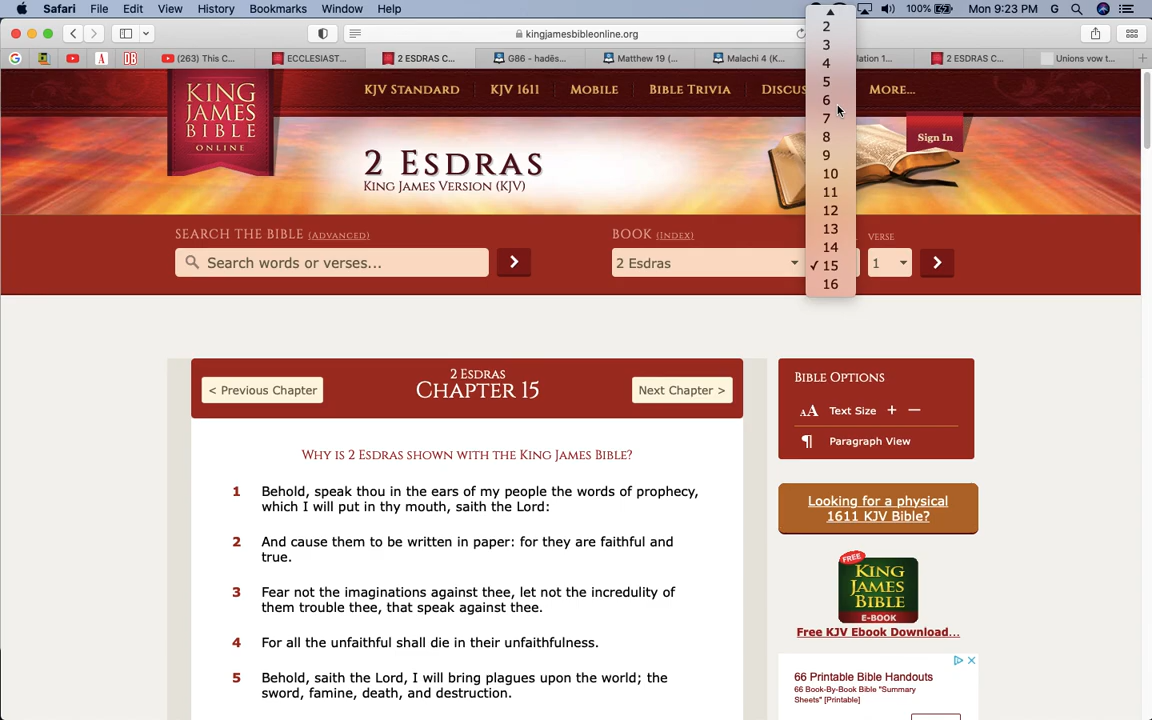 Safari File Edit View History Bookmarks Window Help 100% Mon 9:23 PM G
kingjamesbibleonline.org
(263) This C... ECCLESIAST... 2 ESDRAS C... G86 - hadēs... Matthew 19 (... Malachi 4 (K... lation 1... 2 ESDRAS C... Unions vow t...
KING JAMES BIBLE ONLINE
KJV STANDARD KJV 1611 MOBILE BIBLE TRIVIA DISCUS MORE...
Sign In
2 ESDRAS
KING JAMES VERSION (KJV)
SEARCH THE BIBLE (ADVANCED) BOOK (INDEX) VERSE
Search words or verses... 2 Esdras 1
2
3
4
5
6
7
8
9
10
11
12
13
14
✓ 15
16
2 ESDRAS
< Previous Chapter CHAPTER 15 Next Chapter >
WHY IS 2 ESDRAS SHOWN WITH THE KING JAMES BIBLE?
1 Behold, speak thou in the ears of my people the words of prophecy,
which I will put in thy mouth, saith the Lord:
2 And cause them to be written in paper: for they are faithful and
true.
3 Fear not the imaginations against thee, let not the incredulity of
them trouble thee, that speak against thee.
4 For all the unfaithful shall die in their unfaithfulness.
5 Behold, saith the Lord, I will bring plagues upon the world; the
sword, famine, death, and destruction.
BIBLE OPTIONS
AA Text Size + —
¶ Paragraph View
Looking for a physical
1611 KJV Bible?
FREE
KING
JAMES
BIBLE
E-BOOK
Free KJV Ebook Download...
66 Printable Bible Handouts
66 Book-By-Book Bible "Summary
Sheets" [Printable]